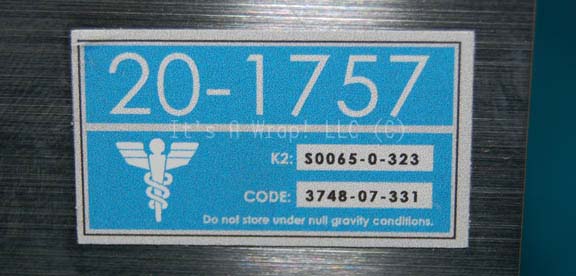 20-1757
It's A Wrap! LLC (C)
K2: S0065-0-323
CODE: 3748-07-331
Do not store under null gravity conditions.